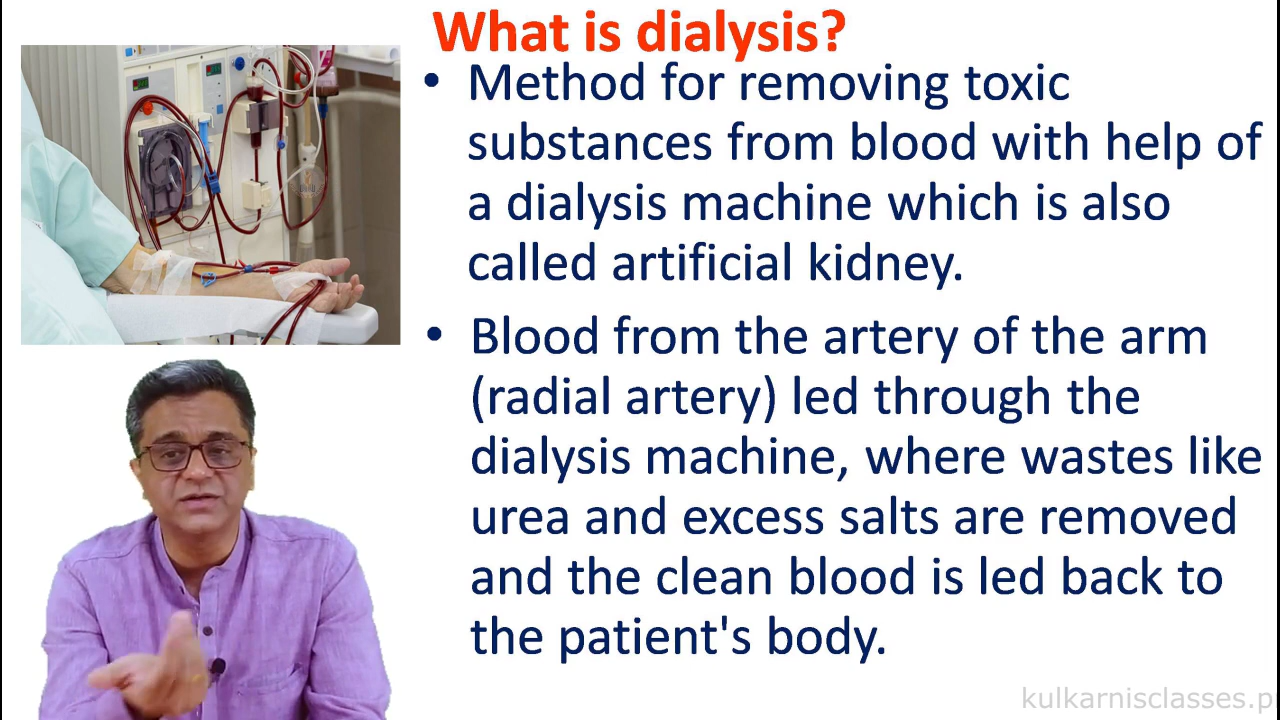 What is dialysis?
• Method for removing toxic
substances from blood with help of
a dialysis machine which is also
called artificial kidney.
• Blood from the artery of the arm
(radial artery) led through the
dialysis machine, where wastes like
urea and excess salts are removed
and the clean blood is led back to
the patient's body.
kulkarnisclasses.p